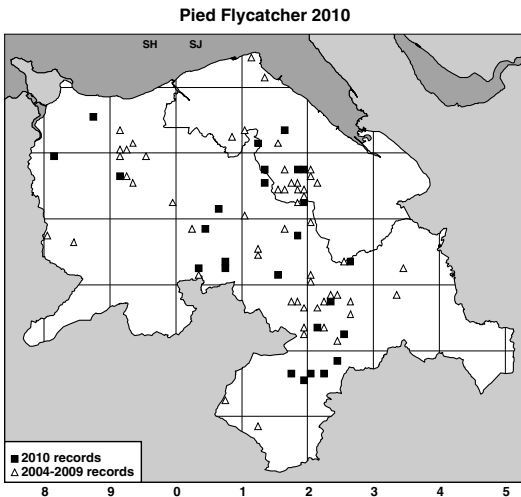 Pied Flycatcher 2010
SH SJ
■ 2010 records
△ 2004-2009 records
8 9 0 1 2 3 4 5